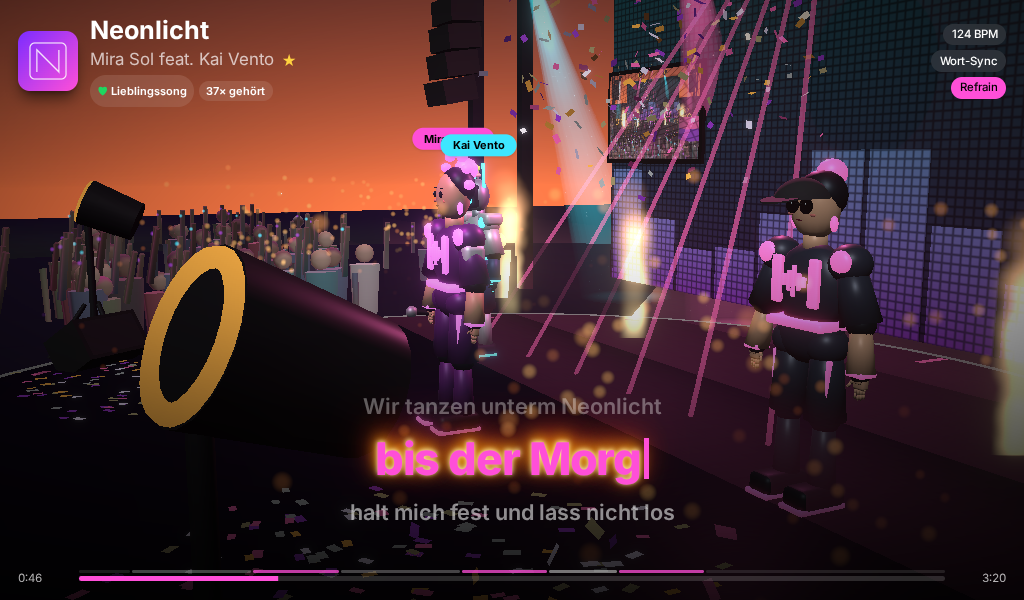 Neonlicht
Mira Sol feat. Kai Vento ★
Lieblingssong
37× gehört
124 BPM
Wort-Sync
Refrain
N
Kai Vento
Wir tanzen unterm Neonlicht
bis der Morg
halt mich fest und lass nicht los
0:46
3:20